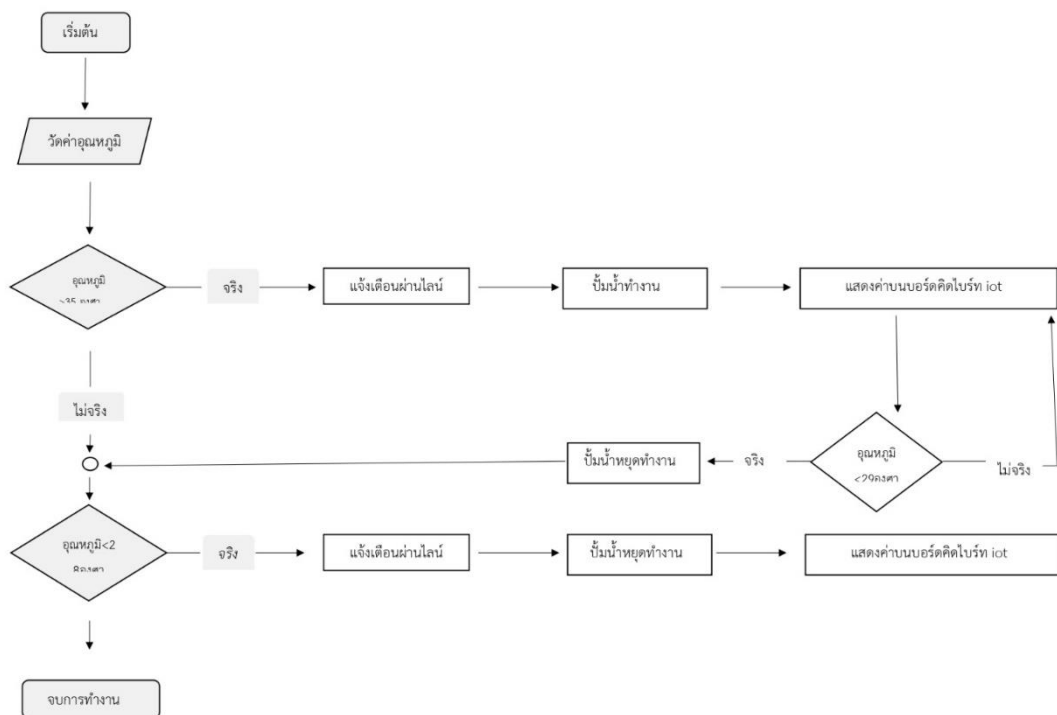 เริ่มต้น
วัดค่าอุณหภูมิ
อุณหภูมิ
>35 องศา
จริง
แจ้งเตือนผ่านไลน์
ปั้มน้ำทำงาน
แสดงค่าบนบอร์ดคิดไบร์ท iot
ไม่จริง
ปั้มน้ำหยุดทำงาน
จริง
อุณหภูมิ
<29องศา
ไม่จริง
อุณหภูมิ<2
8องศา
จริง
แจ้งเตือนผ่านไลน์
ปั้มน้ำหยุดทำงาน
แสดงค่าบนบอร์ดคิดไบร์ท iot
จบการทำงาน